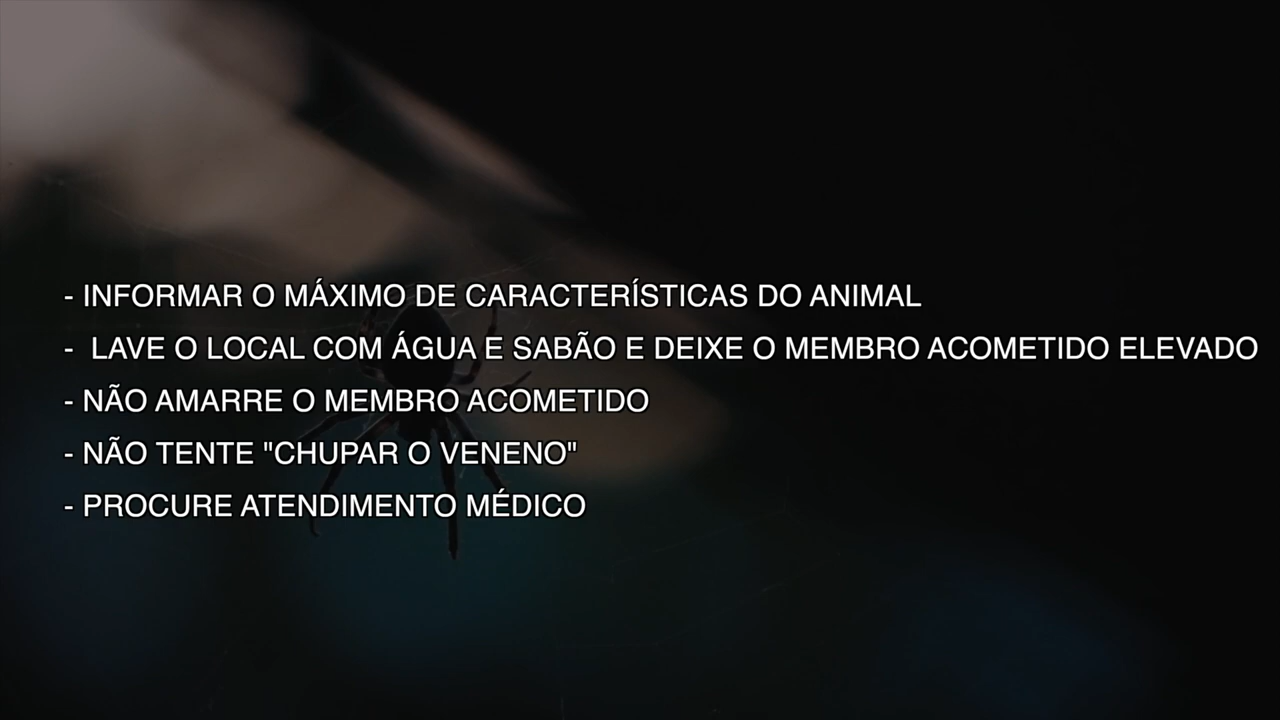 - INFORMAR O MÁXIMO DE CARACTERÍSTICAS DO ANIMAL
- LAVE O LOCAL COM ÁGUA E SABÃO E DEIXE O MEMBRO ACOMETIDO ELEVADO
- NÃO AMARRE O MEMBRO ACOMETIDO
- NÃO TENTE "CHUPAR O VENENO"
- PROCURE ATENDIMENTO MÉDICO